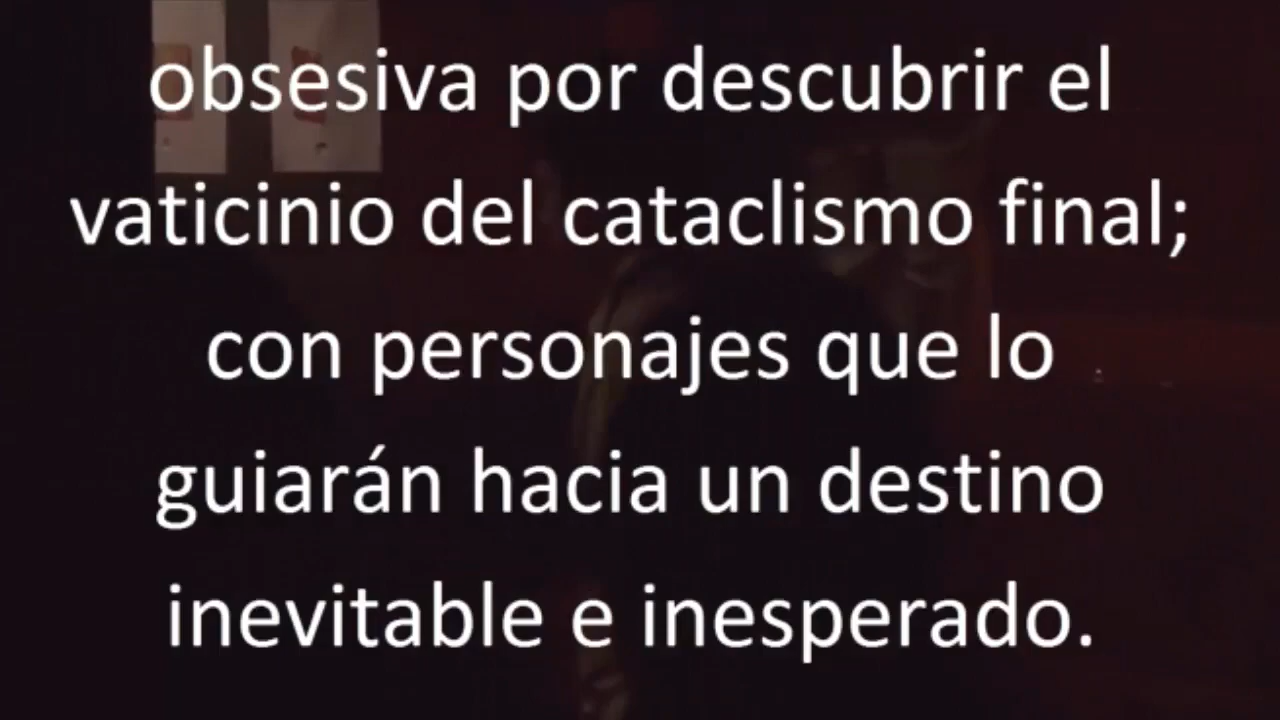 obsesiva por descubrir el
vaticinio del cataclismo final;
con personajes que lo
guiarán hacia un destino
inevitable e inesperado.